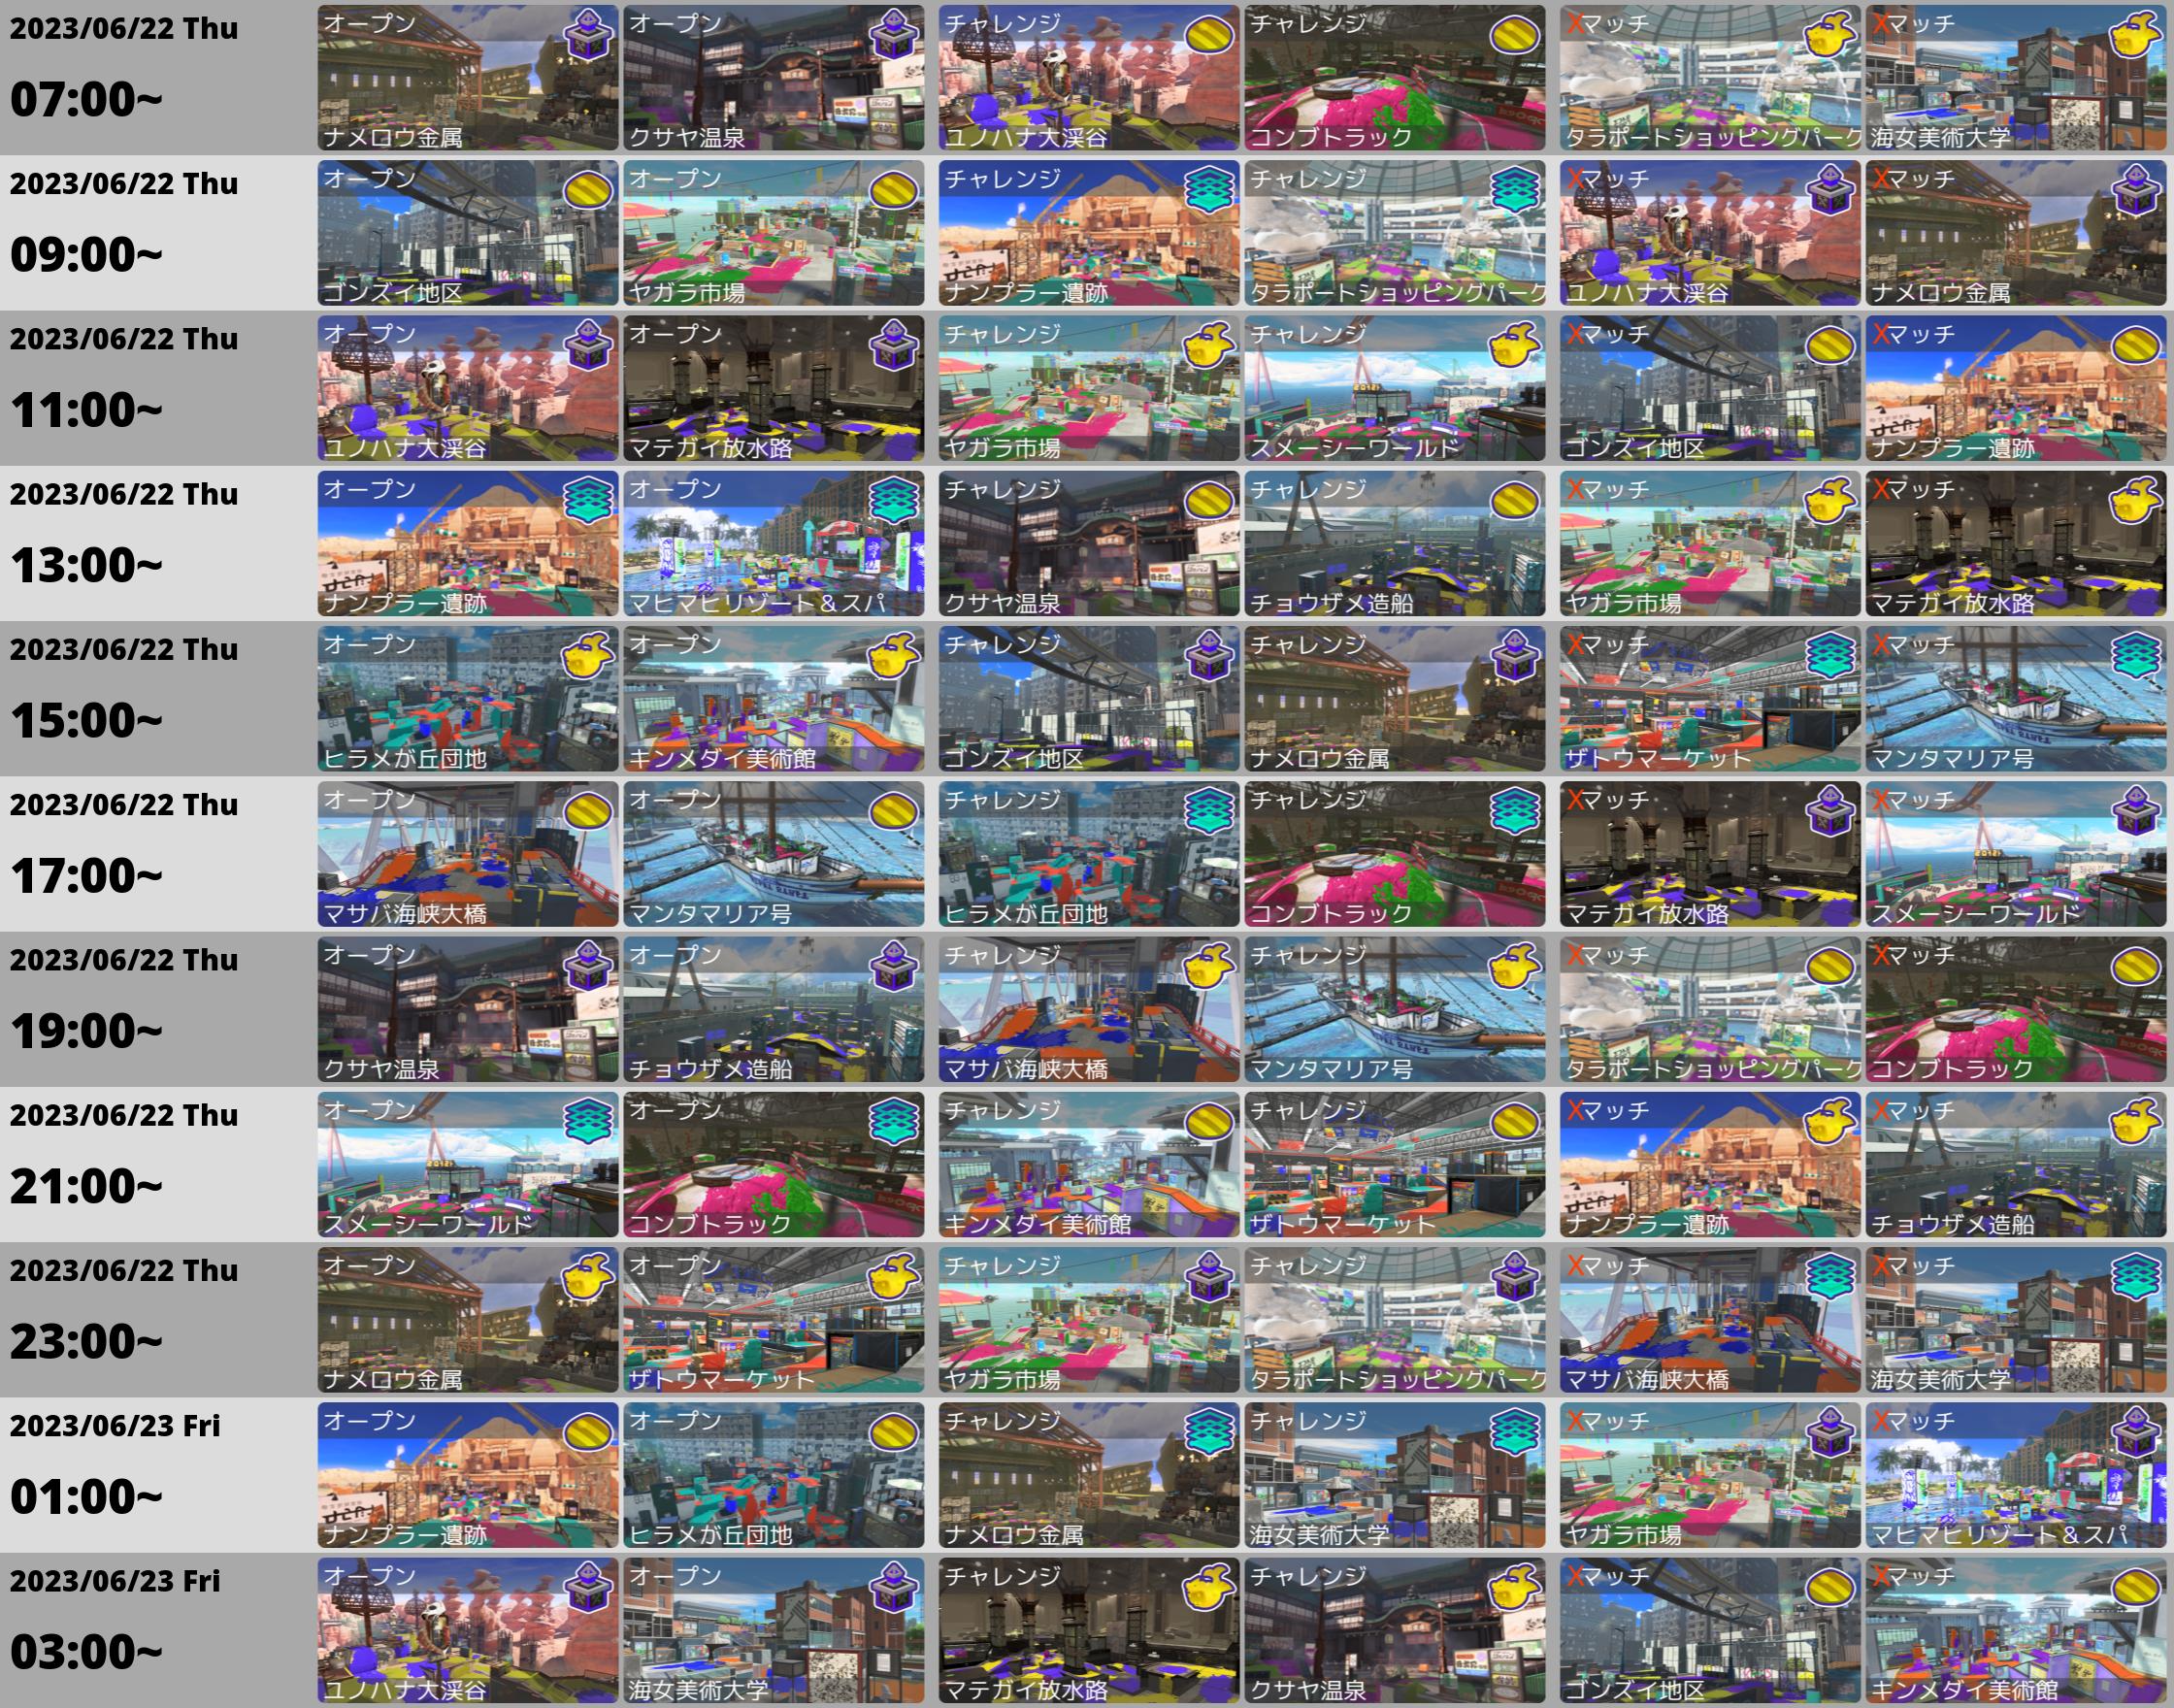 2023/06/22 Thu
07:00~
オープン
ナメロウ金属
オープン
クサヤ温泉
チャレンジ
ユノハナ大渓谷
チャレンジ
コンブトラック
Xマッチ
タラポートショッピングパーク
Xマッチ
海女美術大学
2023/06/22 Thu
09:00~
オープン
ゴンズイ地区
オープン
ヤガラ市場
チャレンジ
ナンプラー遺跡
チャレンジ
タラポートショッピングパーク
Xマッチ
ユノハナ大渓谷
Xマッチ
ナメロウ金属
2023/06/22 Thu
11:00~
オープン
ユノハナ大渓谷
オープン
マテガイ放水路
チャレンジ
ヤガラ市場
チャレンジ
スメーシーワールド
Xマッチ
ゴンズイ地区
Xマッチ
ナンプラー遺跡
2023/06/22 Thu
13:00~
オープン
ナンプラー遺跡
オープン
マヒマヒリゾート＆スパ
チャレンジ
クサヤ温泉
チャレンジ
チョウザメ造船
Xマッチ
ヤガラ市場
Xマッチ
マテガイ放水路
2023/06/22 Thu
15:00~
オープン
ヒラメが丘団地
オープン
キンメダイ美術館
チャレンジ
ゴンズイ地区
チャレンジ
ナメロウ金属
Xマッチ
ザトウマーケット
Xマッチ
マンタマリア号
2023/06/22 Thu
17:00~
オープン
マサバ海峡大橋
オープン
マンタマリア号
チャレンジ
ヒラメが丘団地
チャレンジ
コンブトラック
Xマッチ
マテガイ放水路
Xマッチ
スメーシーワールド
2023/06/22 Thu
19:00~
オープン
クサヤ温泉
オープン
チョウザメ造船
チャレンジ
マサバ海峡大橋
チャレンジ
マンタマリア号
Xマッチ
タラポートショッピングパーク
Xマッチ
コンブトラック
2023/06/22 Thu
21:00~
オープン
スメーシーワールド
オープン
コンブトラック
チャレンジ
キンメダイ美術館
チャレンジ
ザトウマーケット
Xマッチ
ナンプラー遺跡
Xマッチ
チョウザメ造船
2023/06/22 Thu
23:00~
オープン
ナメロウ金属
オープン
ザトウマーケット
チャレンジ
ヤガラ市場
チャレンジ
タラポートショッピングパーク
Xマッチ
マサバ海峡大橋
Xマッチ
海女美術大学
2023/06/23 Fri
01:00~
オープン
ナンプラー遺跡
オープン
ヒラメが丘団地
チャレンジ
ナメロウ金属
チャレンジ
海女美術大学
Xマッチ
ヤガラ市場
Xマッチ
マヒマヒリゾート＆スパ
2023/06/23 Fri
03:00~
オープン
ユノハナ大渓谷
オープン
海女美術大学
チャレンジ
マテガイ放水路
チャレンジ
クサヤ温泉
Xマッチ
ゴンズイ地区
Xマッチ
キンメダイ美術館